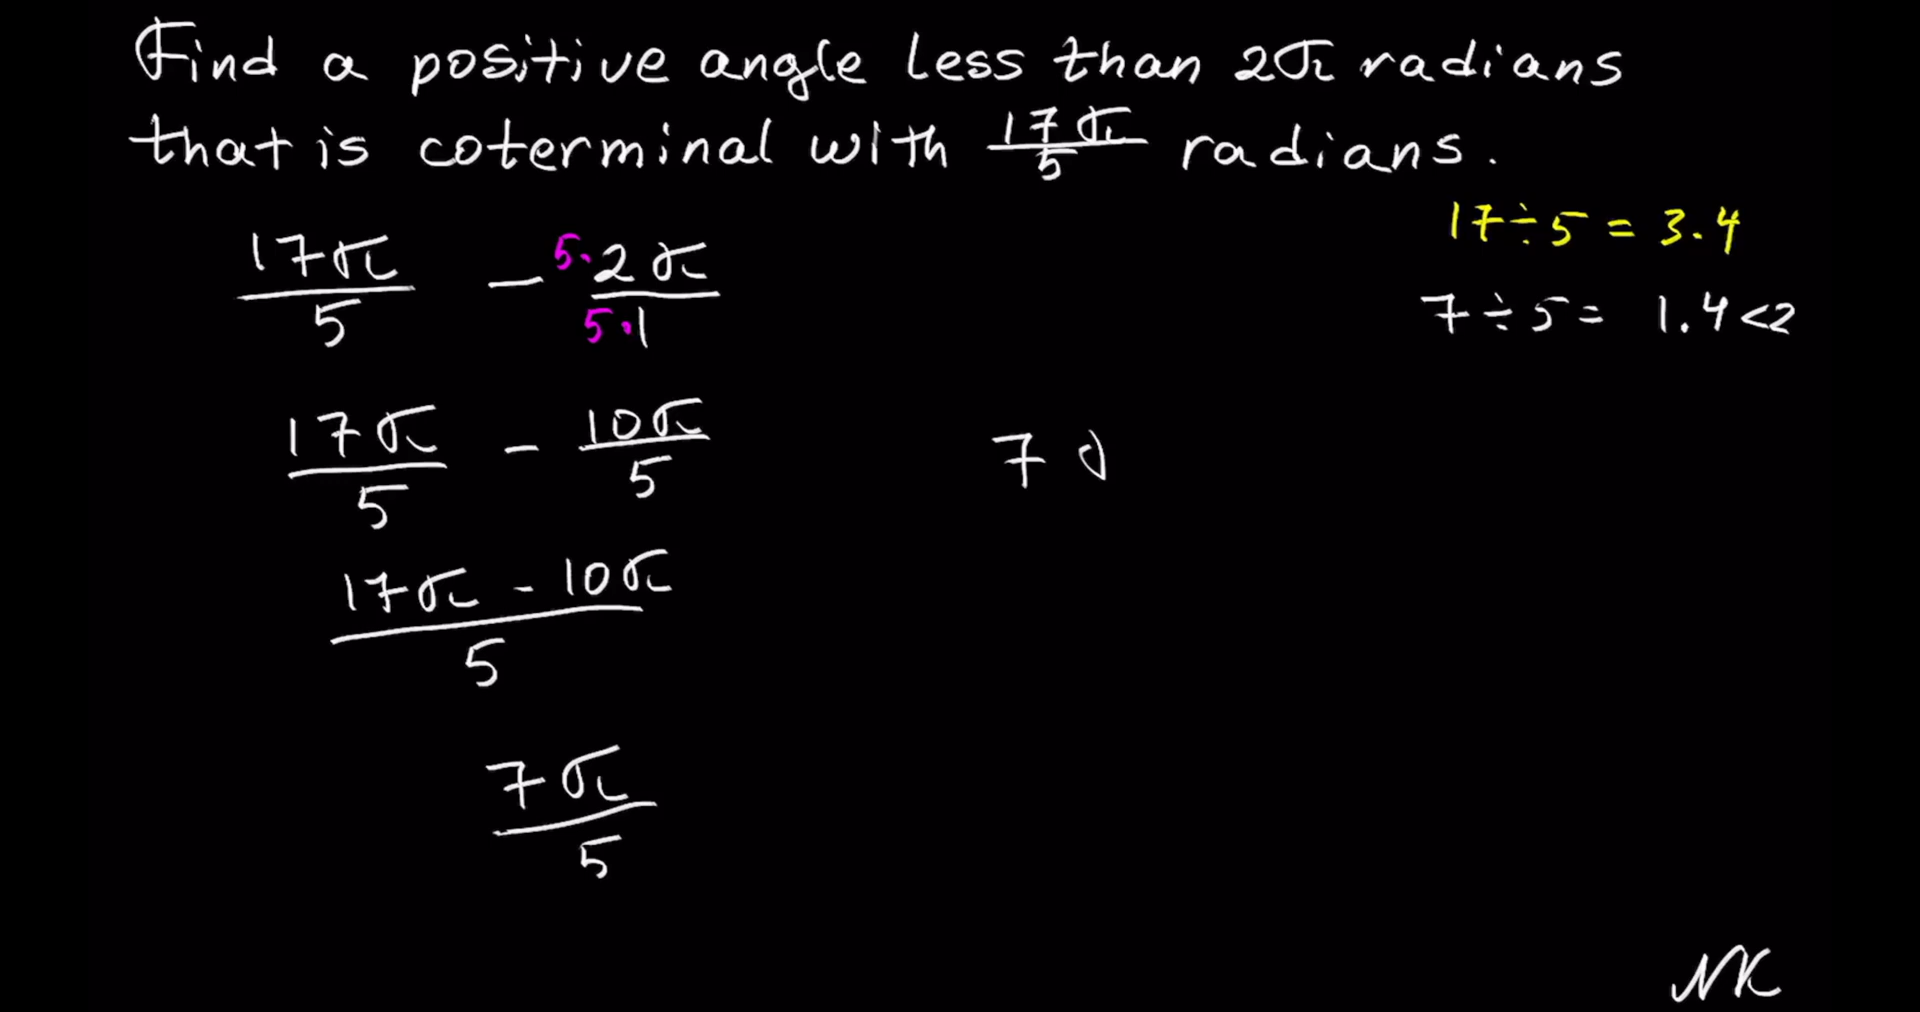 Find a positive angle less than 2π radians
that is coterminal with 17π/5 radians.
17÷5 = 3.4
7÷5 = 1.4<2
17π/5 - 5·2π/5·1
17π/5 - 10π/5
7
17π - 10π/5
7π/5
NK